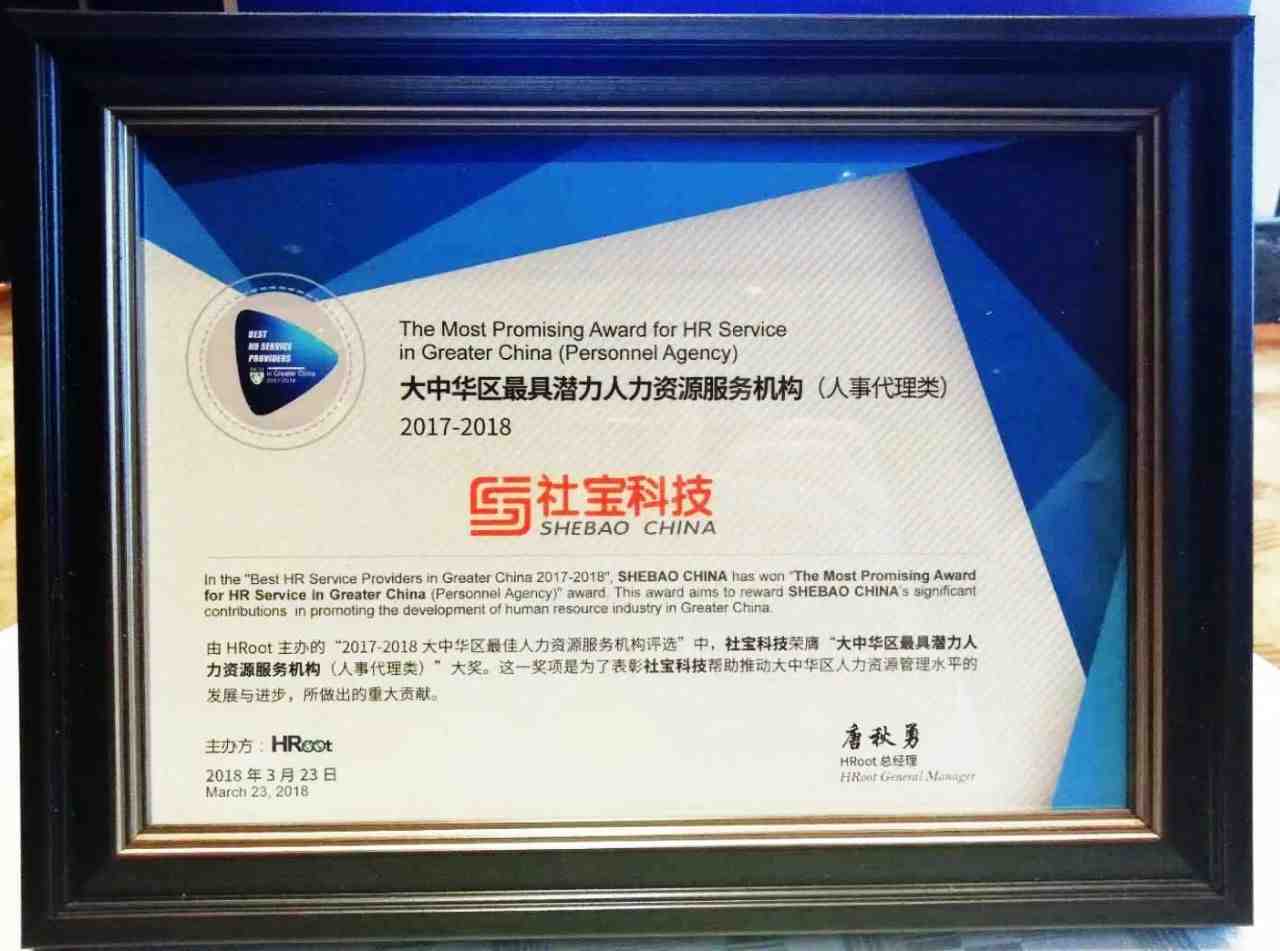 BEST
HR SERVICE
PROVIDERS
in Greater China
2017-2018
The Most Promising Award for HR Service
in Greater China (Personnel Agency)
大中华区最具潜力人力资源服务机构（人事代理类）
2017-2018
社宝科技
SHEBAO CHINA
In the "Best HR Service Providers in Greater China 2017-2018", SHEBAO CHINA has won "The Most Promising Award
for HR Service in Greater China (Personnel Agency)" award. This award aims to reward SHEBAO CHINA's significant
contributions in promoting the development of human resource industry in Greater China.
由 HRoot 主办的“2017-2018 大中华区最佳人力资源服务机构评选”中，社宝科技荣膺“大中华区最具潜力人
力资源服务机构（人事代理类）”大奖。这一奖项是为了表彰社宝科技帮助推动大中华区人力资源管理水平的
发展与进步，所做出的重大贡献。
主办方：HRoot
2018 年 3 月 23 日
March 23, 2018
唐秋勇
HRoot 总经理
HRoot General Manager